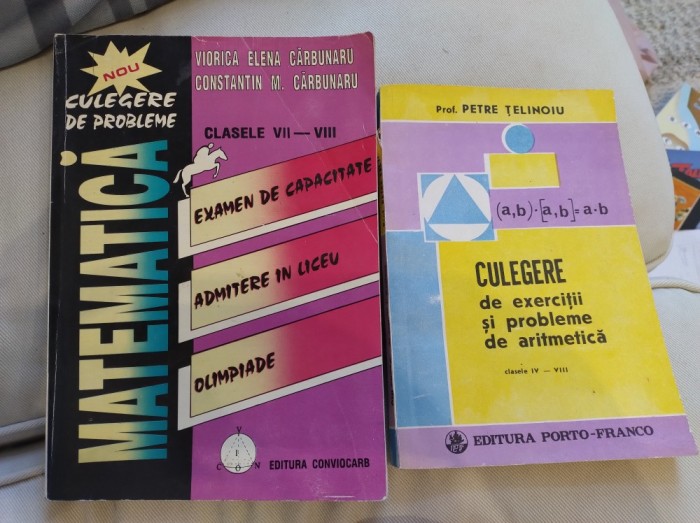 NOU
CULEGERE
DE PROBLEME
MATEMATICĂ
VIORICA ELENA CĂRBUNARU
CONSTANTIN M. CĂRBUNARU
CLASELE VII — VIII
EXAMEN DE CAPACITATE
ADMITERE IN LICEU
OLIMPIADE
V
C O N
EDITURA CONVIOCARB
Prof. PETRE ȚELINOIU
(a,b)·[a,b]=a·b
CULEGERE
de exerciții
și probleme
de aritmetică
clasele IV — VIII
EDITURA PORTO-FRANCO